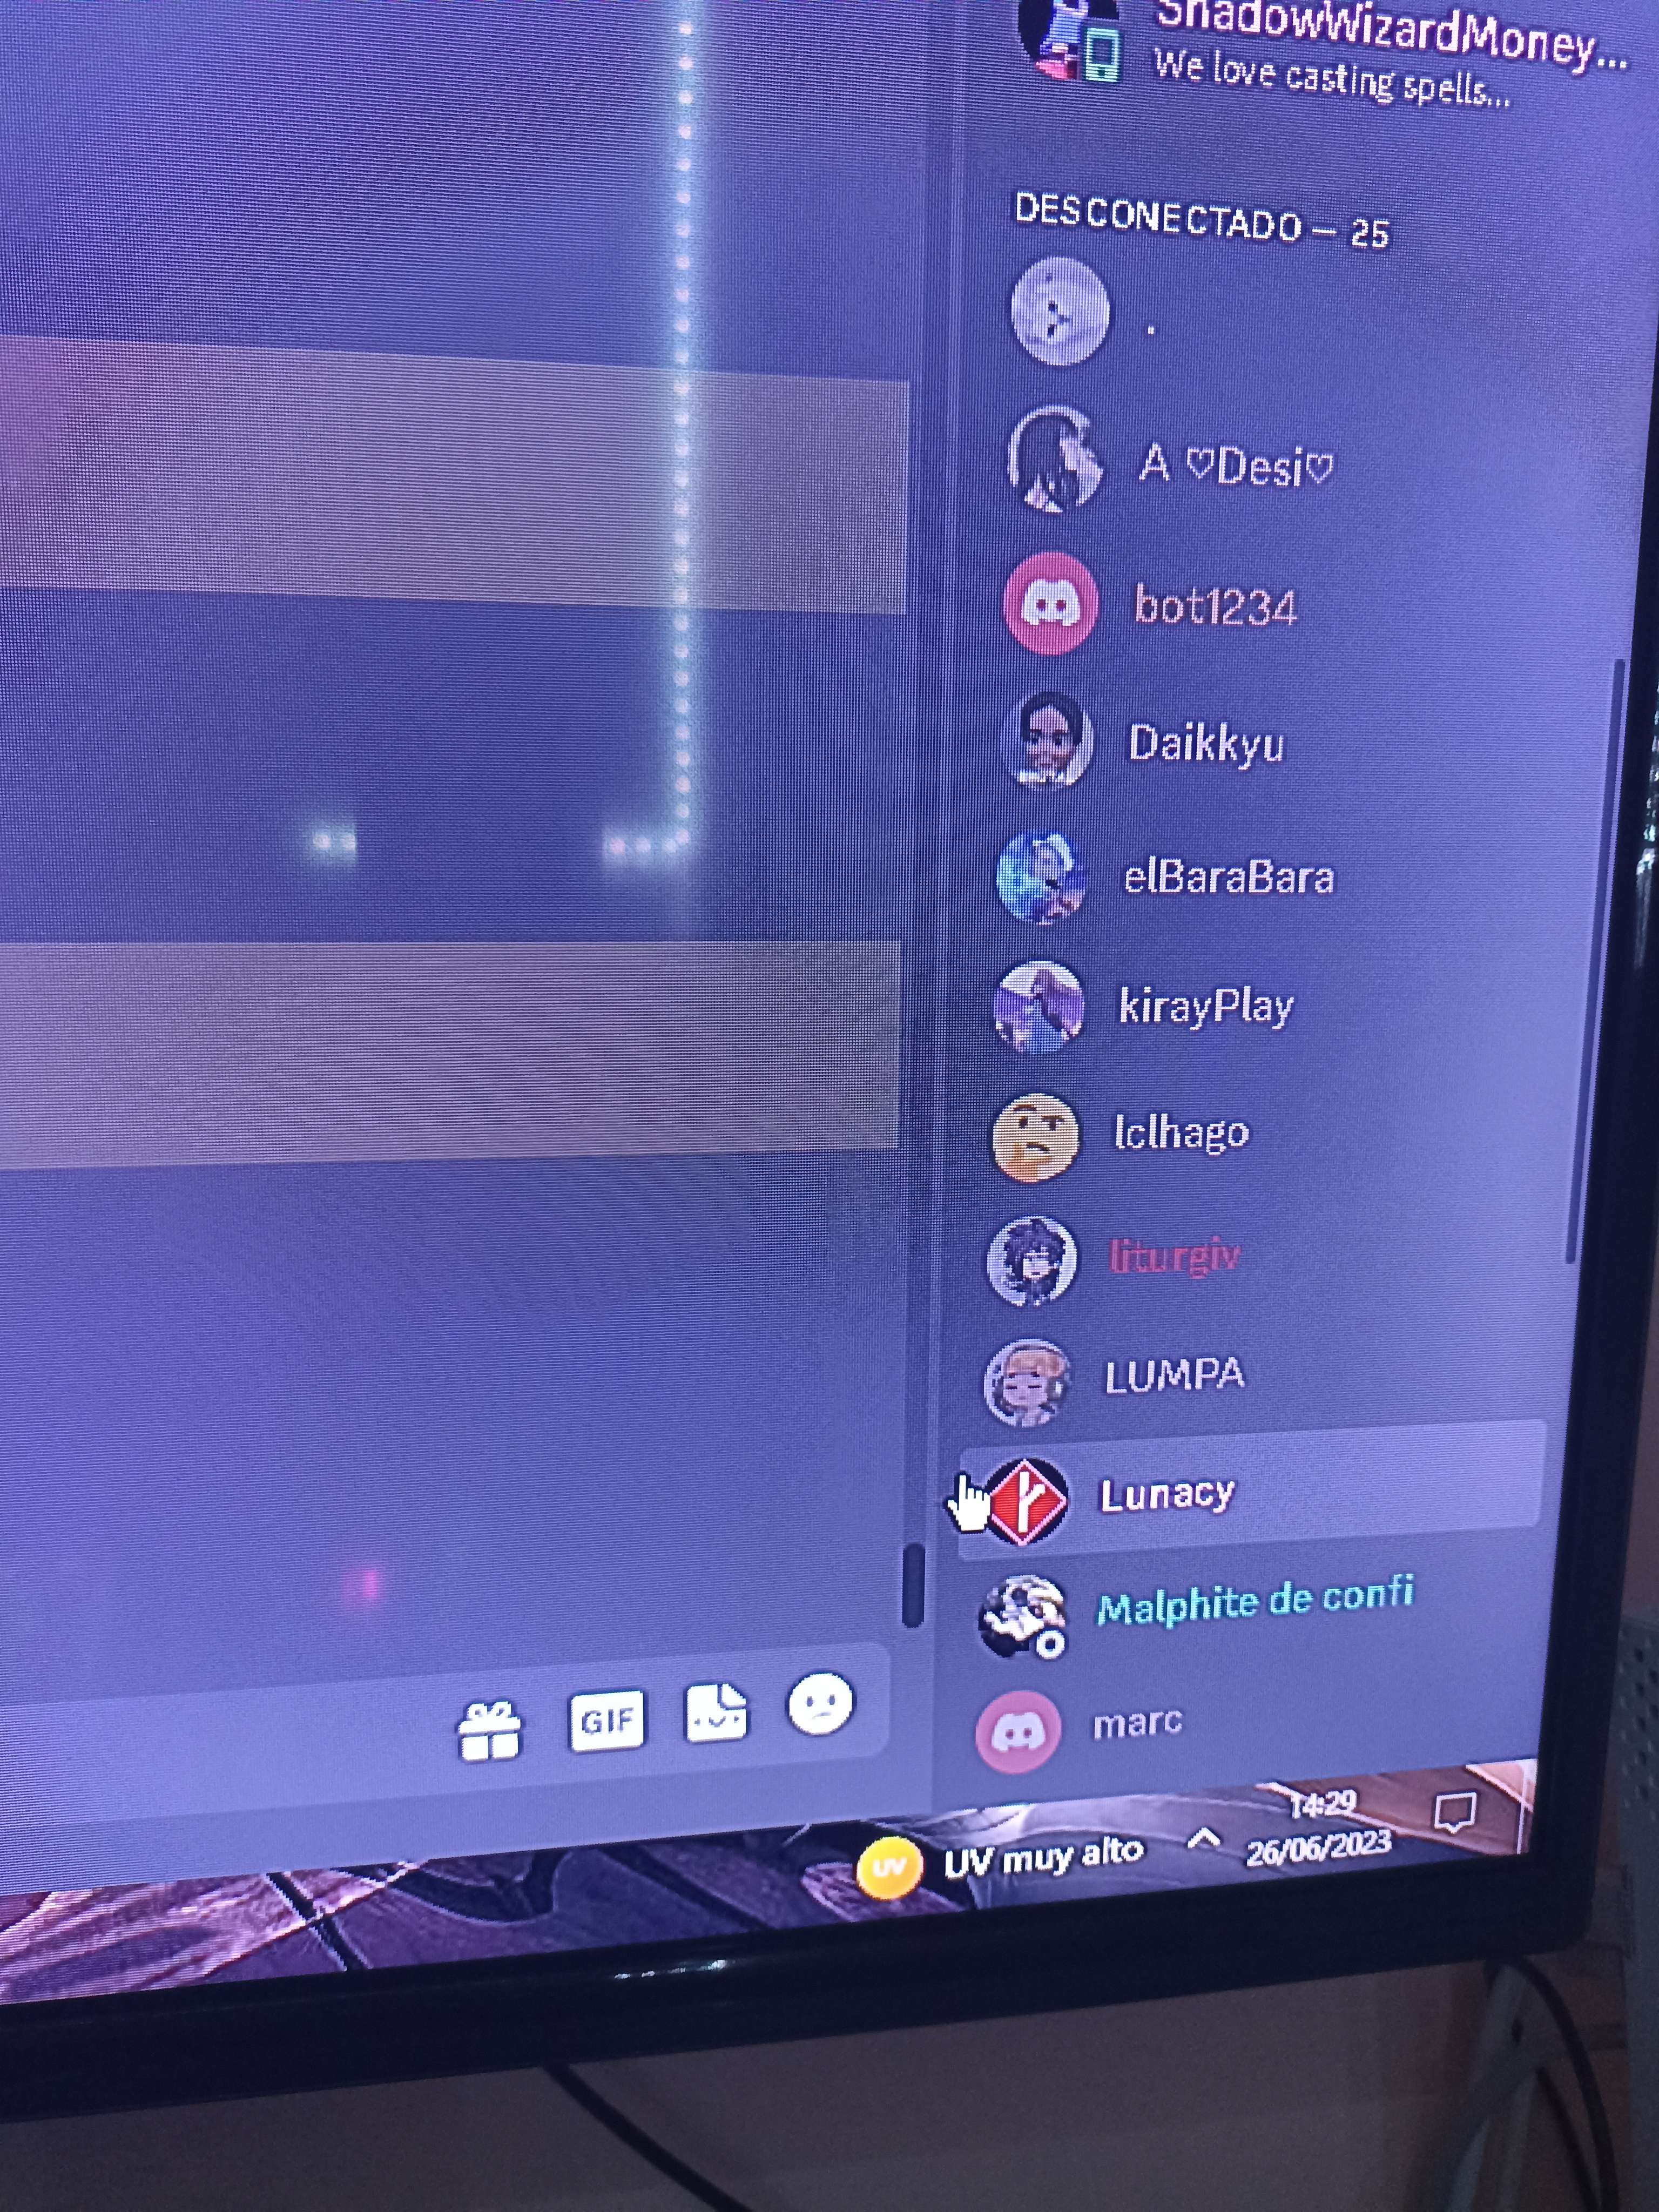 ShadowWizardMoney...
We love casting spells...
DESCONECTADO — 25
.
A ♡Desi♡
bot1234
Daikkyu
elBaraBara
kirayPlay
lclhago
liturgiv
LUMPA
Lunacy
Malphite de confi
marc
GIF
UV
UV muy alto
14:29
26/06/2023